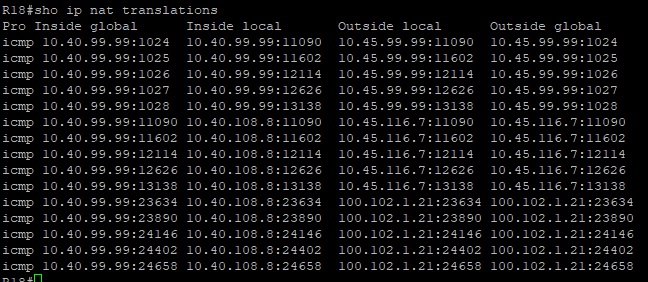 R18#sho ip nat translations
Pro Inside global Inside local Outside local Outside global
icmp 10.40.99.99:1024 10.40.99.99:11090 10.45.99.99:11090 10.45.99.99:1024
icmp 10.40.99.99:1025 10.40.99.99:11602 10.45.99.99:11602 10.45.99.99:1025
icmp 10.40.99.99:1026 10.40.99.99:12114 10.45.99.99:12114 10.45.99.99:1026
icmp 10.40.99.99:1027 10.40.99.99:12626 10.45.99.99:12626 10.45.99.99:1027
icmp 10.40.99.99:1028 10.40.99.99:13138 10.45.99.99:13138 10.45.99.99:1028
icmp 10.40.99.99:11090 10.40.108.8:11090 10.45.116.7:11090 10.45.116.7:11090
icmp 10.40.99.99:11602 10.40.108.8:11602 10.45.116.7:11602 10.45.116.7:11602
icmp 10.40.99.99:12114 10.40.108.8:12114 10.45.116.7:12114 10.45.116.7:12114
icmp 10.40.99.99:12626 10.40.108.8:12626 10.45.116.7:12626 10.45.116.7:12626
icmp 10.40.99.99:13138 10.40.108.8:13138 10.45.116.7:13138 10.45.116.7:13138
icmp 10.40.99.99:23634 10.40.108.8:23634 100.102.1.21:23634 100.102.1.21:23634
icmp 10.40.99.99:23890 10.40.108.8:23890 100.102.1.21:23890 100.102.1.21:23890
icmp 10.40.99.99:24146 10.40.108.8:24146 100.102.1.21:24146 100.102.1.21:24146
icmp 10.40.99.99:24402 10.40.108.8:24402 100.102.1.21:24402 100.102.1.21:24402
icmp 10.40.99.99:24658 10.40.108.8:24658 100.102.1.21:24658 100.102.1.21:24658
R18#